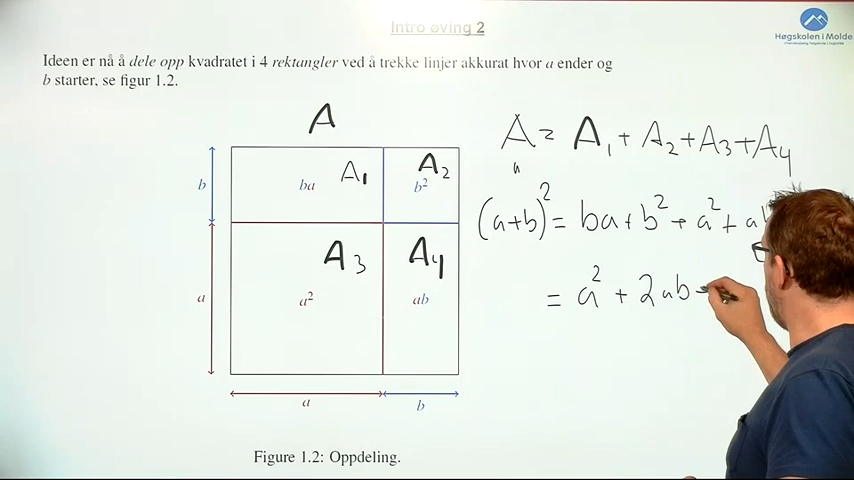 Intro øving 2
Høgskolen i Molde
Ideen er nå å dele opp kvadratet i 4 rektangler ved å trekke linjer akkurat hvor a ender og
b starter, se figur 1.2.
A
A = A₁ + A₂ + A₃ + A₄
b
ba
A₁
A₂
b²
(a+b)² = ba + b² + a² + ab
A₃
A₄
a
a²
ab
= a² + 2ab
a
b
Figure 1.2: Oppdeling.